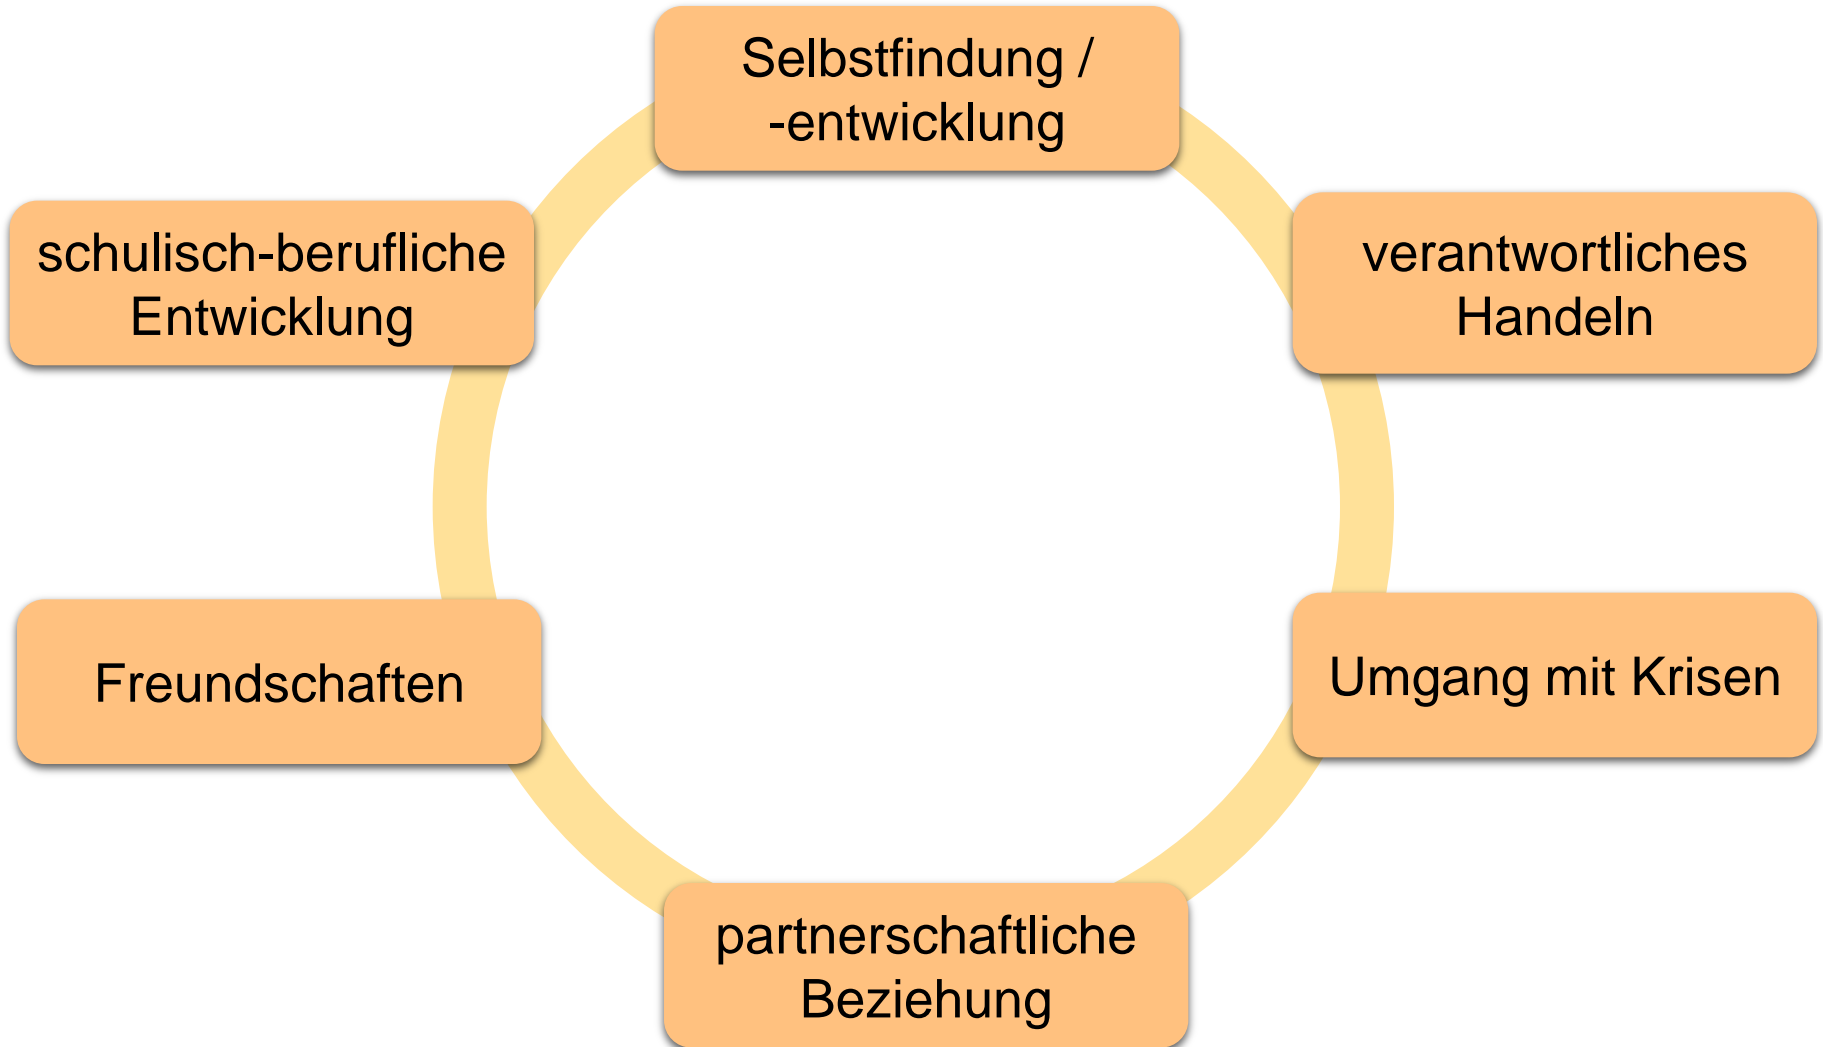 Selbstfindung /
-entwicklung
schulisch-berufliche
Entwicklung
verantwortliches
Handeln
Freundschaften
Umgang mit Krisen
partnerschaftliche
Beziehung